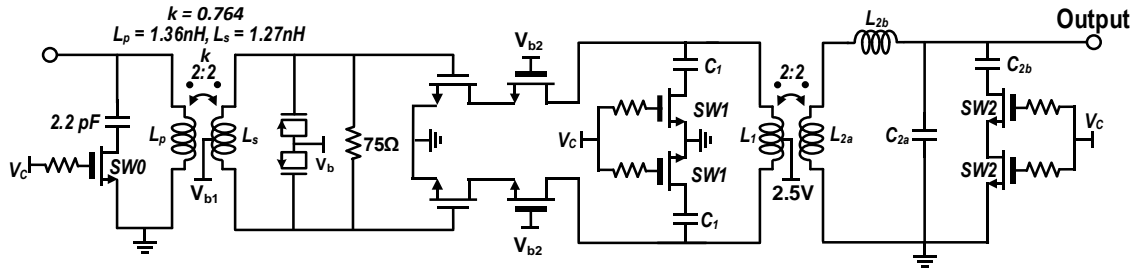 k = 0.764
Lp = 1.36nH, Ls = 1.27nH
k
2:2
2.2 pF
VC
SW0
Lp
Ls
Vb1
Vb
75Ω
Vb2
Vb2
C1
SW1
VC
SW1
C1
2:2
L1
L2a
2.5V
L2b
Output
C2a
C2b
SW2
VC
SW2